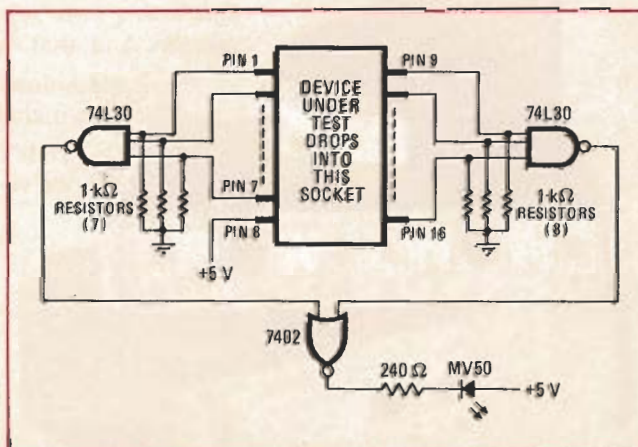 PIN 1
PIN 9
74L30
DEVICE
UNDER
TEST
DROPS
INTO
THIS
SOCKET
74L30
1-kΩ
RESISTORS
(7)
PIN 7
PIN 8
+5 V
PIN 16
1-kΩ
RESISTORS
(8)
7402
240 Ω
MV50
+5 V